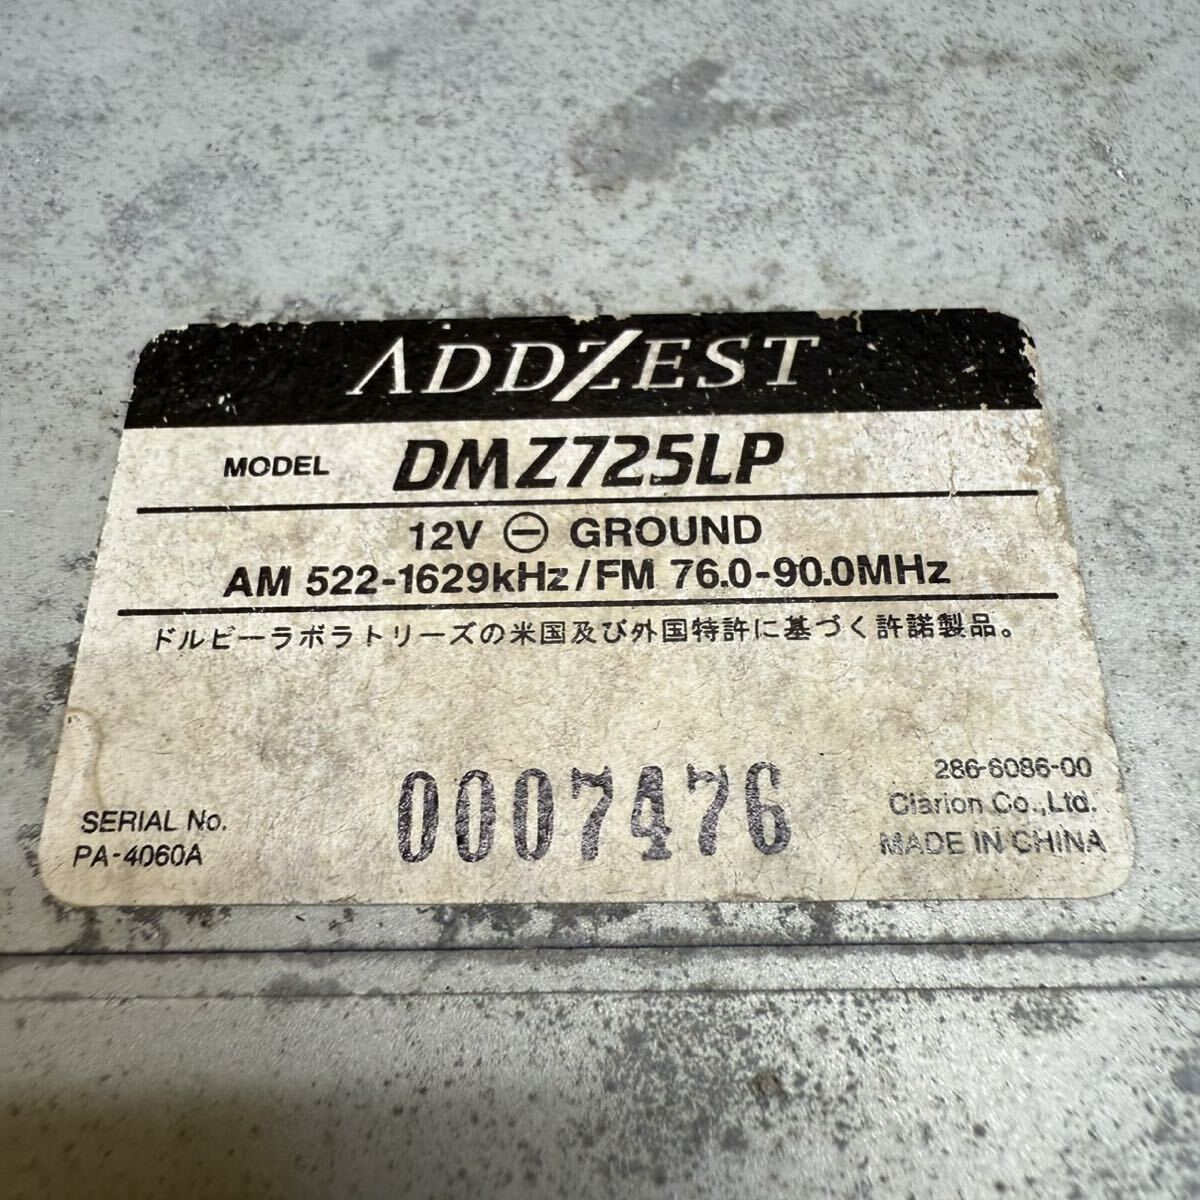 ADDZEST
MODEL DMZ725LP
12V ⊖ GROUND
AM 522-1629kHz/FM 76.0-90.0MHz
ドルビーラボラトリーズの米国及び外国特許に基づく許諾製品。
286-6086-00
Clarion Co.,Ltd.
MADE IN CHINA
SERIAL No.
PA-4060A
0007476